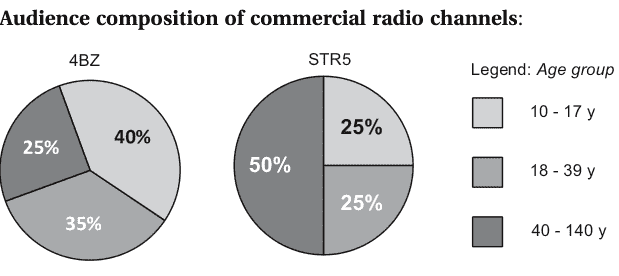 Audience composition of commercial radio channels:
4BZ
STR5
Legend: Age group
40%
25%
35%
25%
50%
25%
10 - 17 y
18 - 39 y
40 - 140 y